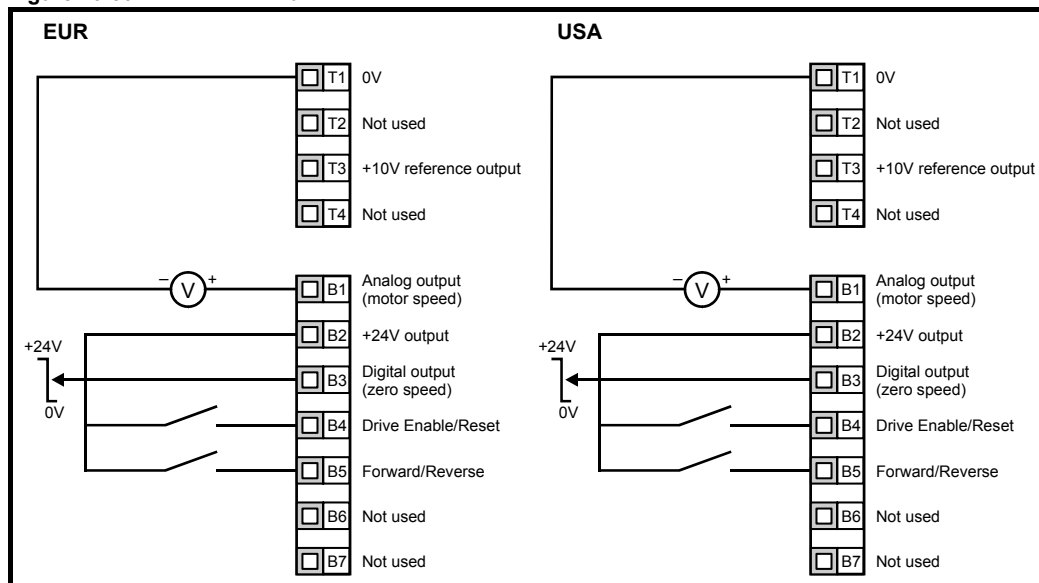 EUR
T1 0V
T2 Not used
T3 +10V reference output
T4 Not used
– V +
B1 Analog output
(motor speed)
B2 +24V output
+24V
B3 Digital output
(zero speed)
0V
B4 Drive Enable/Reset
B5 Forward/Reverse
B6 Not used
B7 Not used
USA
T1 0V
T2 Not used
T3 +10V reference output
T4 Not used
– V +
B1 Analog output
(motor speed)
B2 +24V output
+24V
B3 Digital output
(zero speed)
0V
B4 Drive Enable/Reset
B5 Forward/Reverse
B6 Not used
B7 Not used